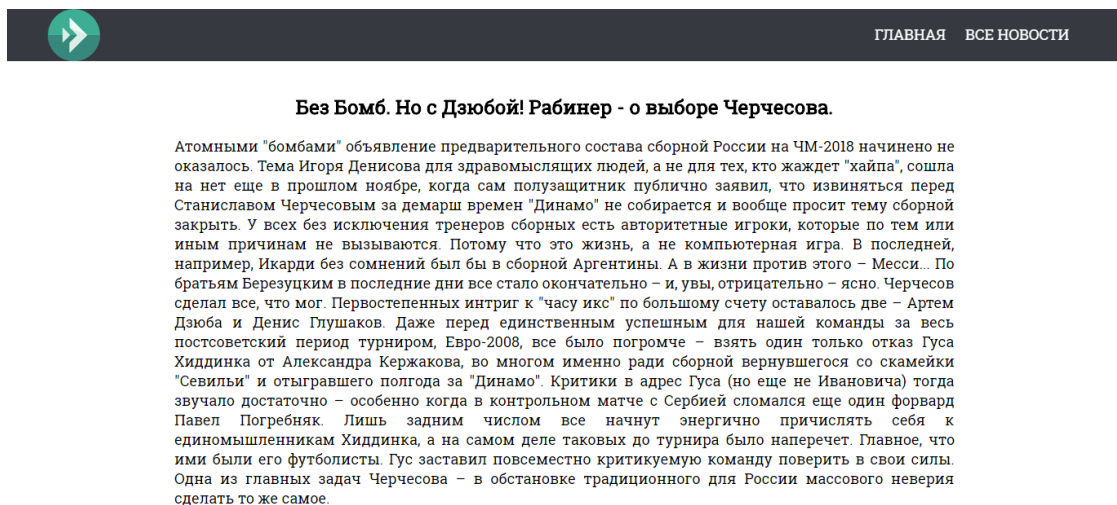 ГЛАВНАЯ ВСЕ НОВОСТИ
Без Бомб. Но с Дзюбой! Рабинер - о выборе Черчесова.
Атомными "бомбами" объявление предварительного состава сборной России на ЧМ-2018 начинено не
оказалось. Тема Игоря Денисова для здравомыслящих людей, а не для тех, кто жаждет "хайпа", сошла
на нет еще в прошлом ноябре, когда сам полузащитник публично заявил, что извиняться перед
Станиславом Черчесовым за демарш времен "Динамо" не собирается и вообще просит тему сборной
закрыть. У всех без исключения тренеров сборных есть авторитетные игроки, которые по тем или
иным причинам не вызываются. Потому что это жизнь, а не компьютерная игра. В последней,
например, Икарди без сомнений был бы в сборной Аргентины. А в жизни против этого – Месси... По
братьям Березуцким в последние дни все стало окончательно – и, увы, отрицательно – ясно. Черчесов
сделал все, что мог. Первостепенных интриг к "часу икс" по большому счету оставалось две – Артем
Дзюба и Денис Глушаков. Даже перед единственным успешным для нашей команды за весь
постсоветский период турниром, Евро-2008, все было погромче – взять один только отказ Гуса
Хиддинка от Александра Кержакова, во многом именно ради сборной вернувшегося со скамейки
"Севильи" и отыгравшего полгода за "Динамо". Критики в адрес Гуса (но еще не Ивановича) тогда
звучало достаточно – особенно когда в контрольном матче с Сербией сломался еще один форвард
Павел Погребняк. Лишь задним числом все начнут энергично причислять себя к
единомышленникам Хиддинка, а на самом деле таковых до турнира было наперечет. Главное, что
ими были его футболисты. Гус заставил повсеместно критикуемую команду поверить в свои силы.
Одна из главных задач Черчесова – в обстановке традиционного для России массового неверия
сделать то же самое.